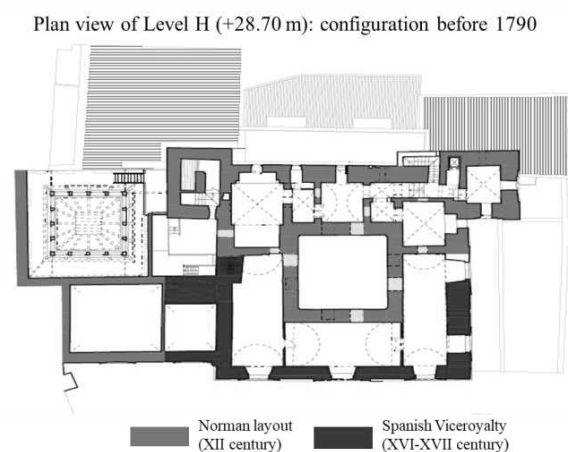 Plan view of Level H (+28.70 m): configuration before 1790
Norman layout
(XII century)
Spanish Viceroyalty
(XVI-XVII century)